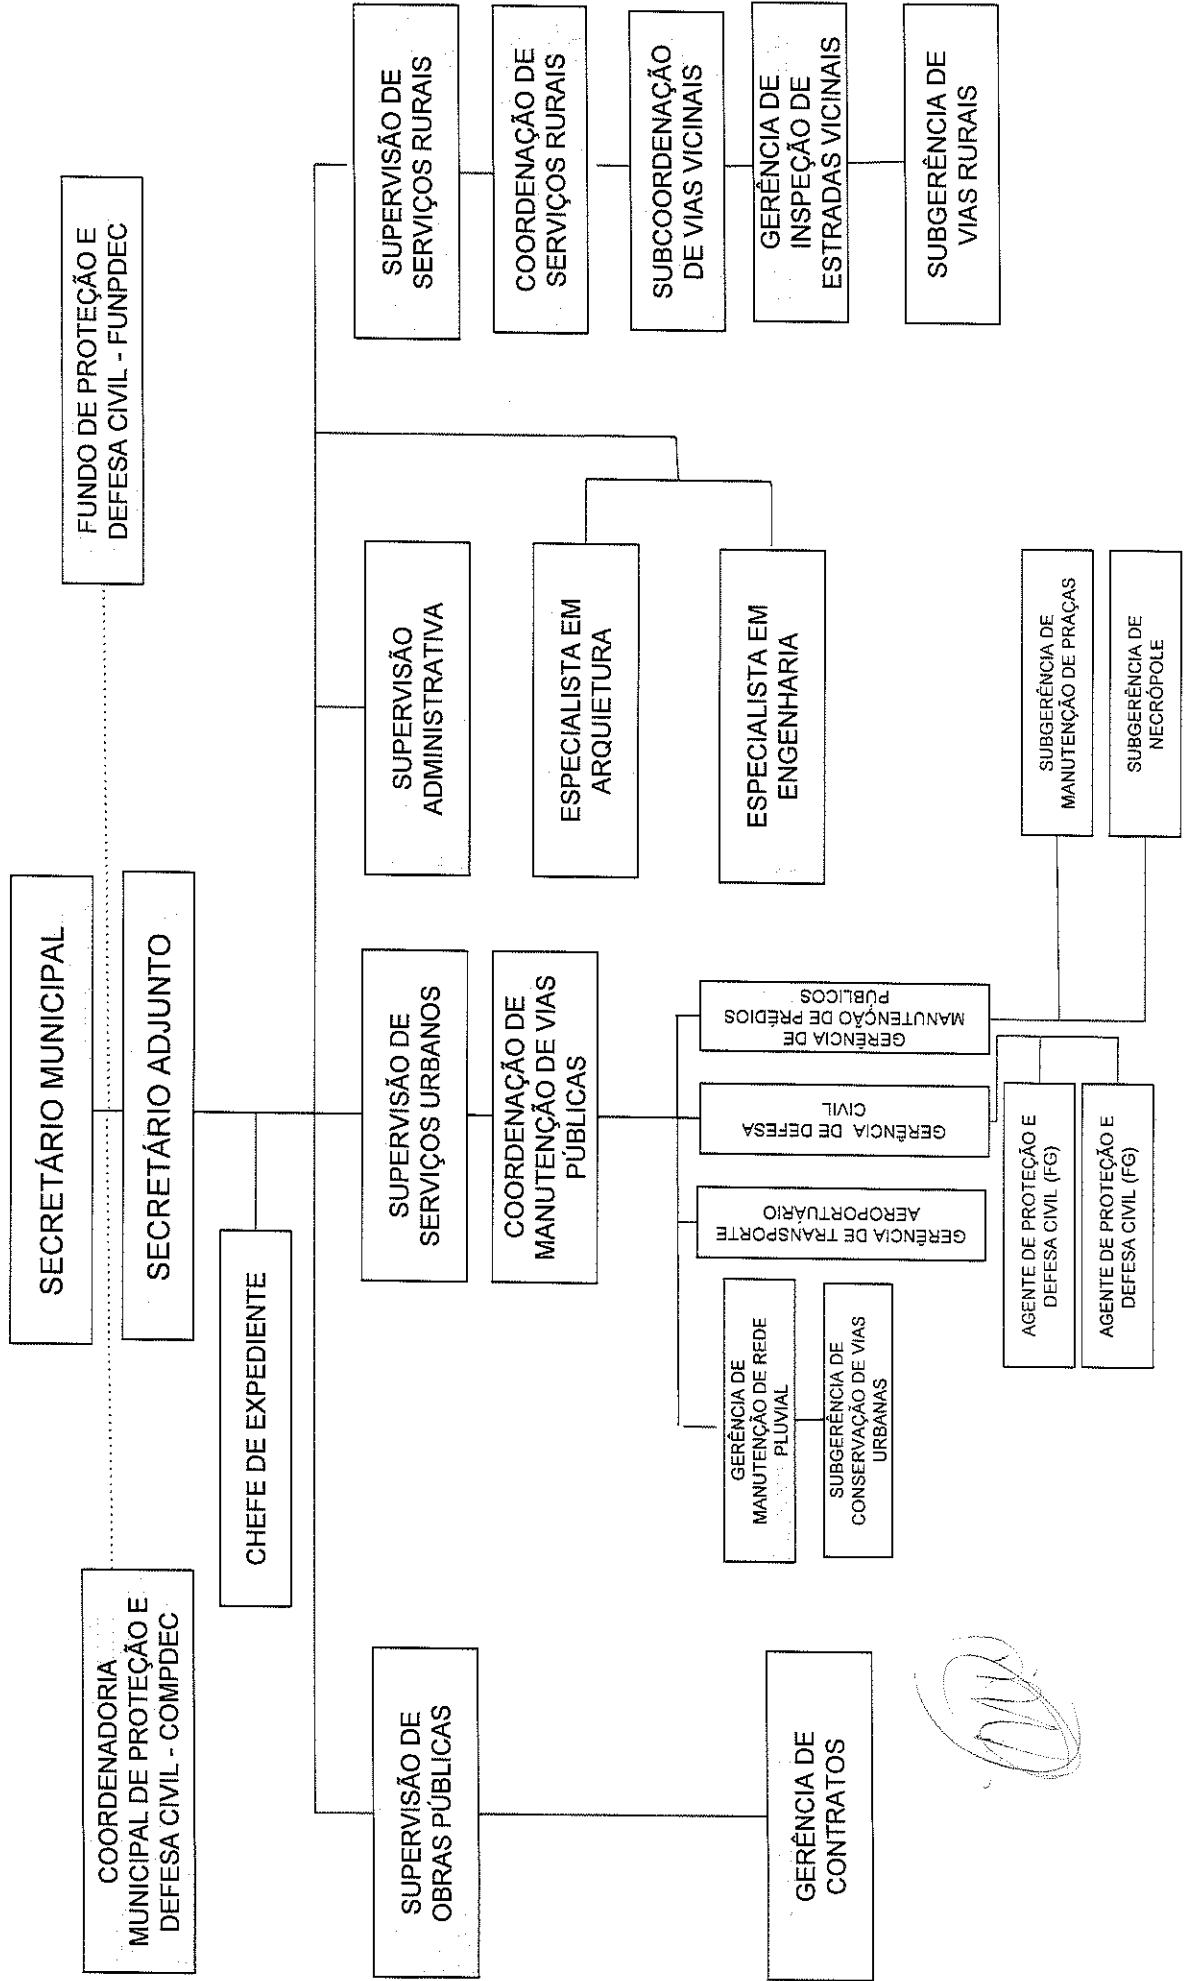 SECRETÁRIO MUNICIPAL
COORDENADORIA
MUNICIPAL DE PROTEÇÃO E
DEFESA CIVIL - COMPDEC
FUNDO DE PROTEÇÃO E
DEFESA CIVIL - FUNPDEC
SECRETÁRIO ADJUNTO
CHEFE DE EXPEDIENTE
SUPERVISÃO DE
OBRAS PÚBLICAS
GERÊNCIA DE
CONTRATOS
SUPERVISÃO DE
SERVIÇOS URBANOS
COORDENAÇÃO DE
MANUTENÇÃO DE VIAS
PÚBLICAS
GERÊNCIA DE
MANUTENÇÃO DE REDE
PLUVIAL
SUBGERÊNCIA DE
CONSERVAÇÃO DE VIAS
URBANAS
GERÊNCIA DE TRANSPORTE
AEROPORTUÁRIO
GERÊNCIA DE DEFESA
CIVIL
GERÊNCIA DE
MANUTENÇÃO DE PRÉDIOS
PÚBLICOS
AGENTE DE PROTEÇÃO E
DEFESA CIVIL (FG)
AGENTE DE PROTEÇÃO E
DEFESA CIVIL (FG)
SUBGERÊNCIA DE
MANUTENÇÃO DE PRAÇAS
SUBGERÊNCIA DE
NECRÓPOLE
SUPERVISÃO
ADMINISTRATIVA
ESPECIALISTA EM
ARQUIETURA
ESPECIALISTA EM
ENGENHARIA
SUPERVISÃO DE
SERVIÇOS RURAIS
COORDENAÇÃO DE
SERVIÇOS RURAIS
SUBCOORDENAÇÃO
DE VIAS VICINAIS
GERÊNCIA DE
INSPEÇÃO DE
ESTRADAS VICINAIS
SUBGERÊNCIA DE
VIAS RURAIS